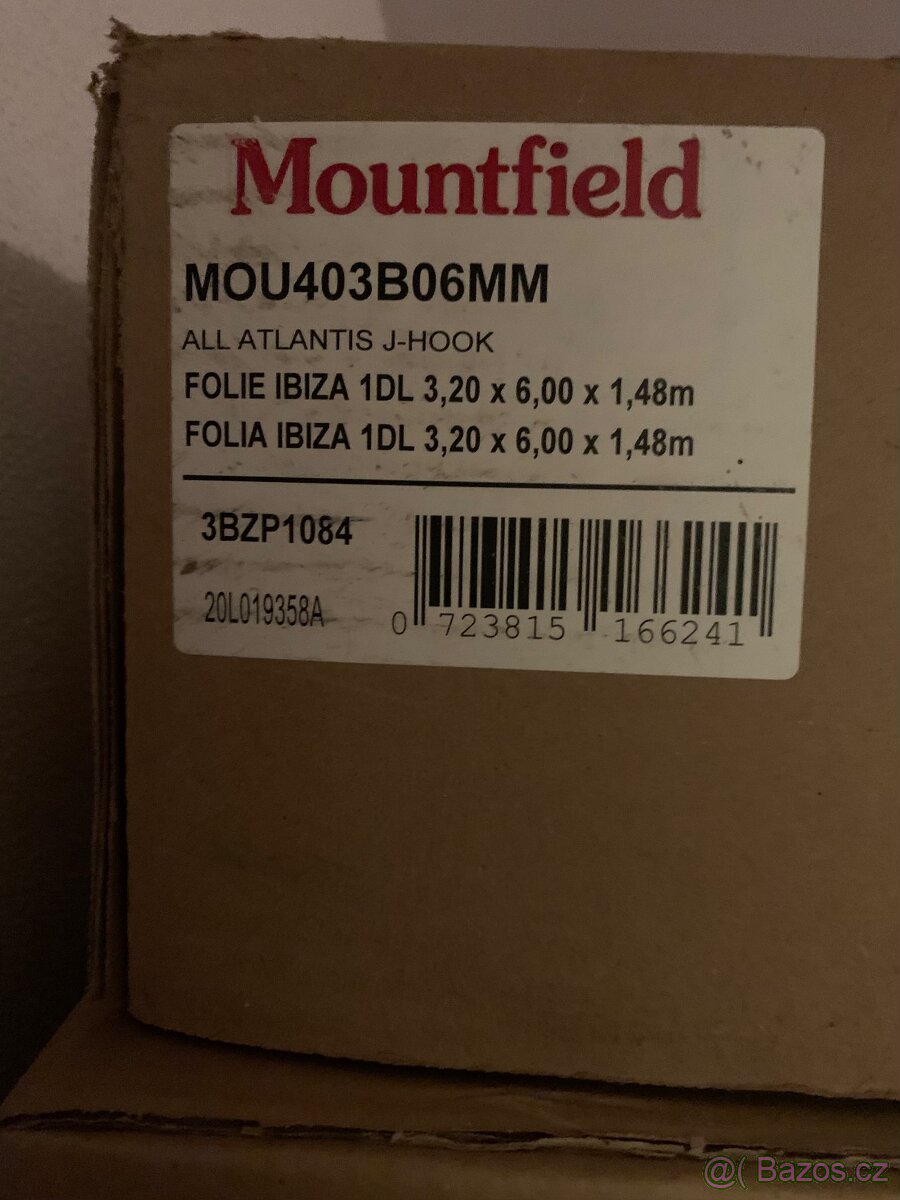 Mountfield
MOU403B06MM
ALL ATLANTIS J-HOOK
FOLIE IBIZA 1DL 3,20 x 6,00 x 1,48m
FOLIA IBIZA 1DL 3,20 x 6,00 x 1,48m
3BZP1084
20L019358A
0 723815 166241
@( Bazos.cz